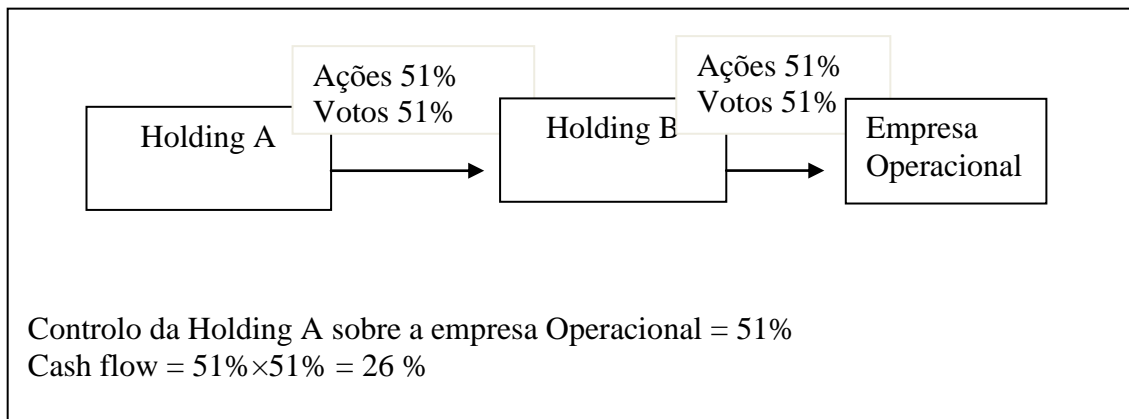 Ações 51%
Votos 51%
Ações 51%
Votos 51%
Holding A
Holding B
Empresa
Operacional
Controlo da Holding A sobre a empresa Operacional = 51%
Cash flow = 51%×51% = 26 %